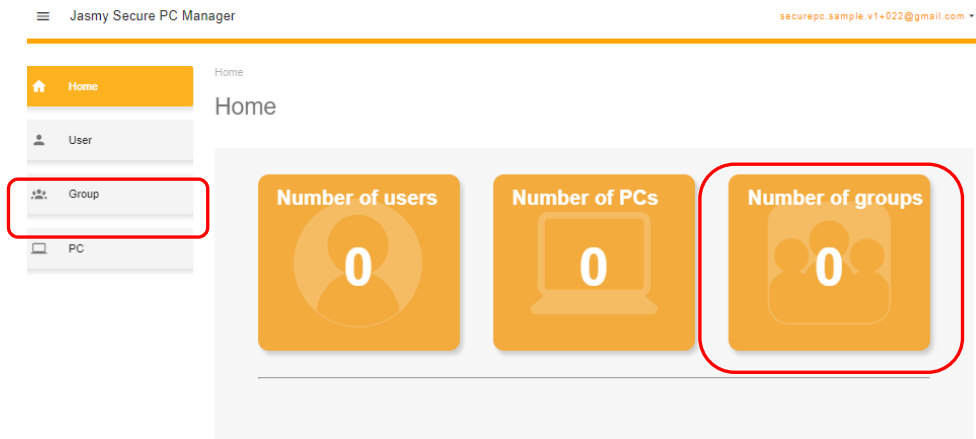 Jasmy Secure PC Manager
securepc.sample.v1+022@gmail.com
Home
User
Group
PC
Home
Home
Number of users
0
Number of PCs
0
Number of groups
0